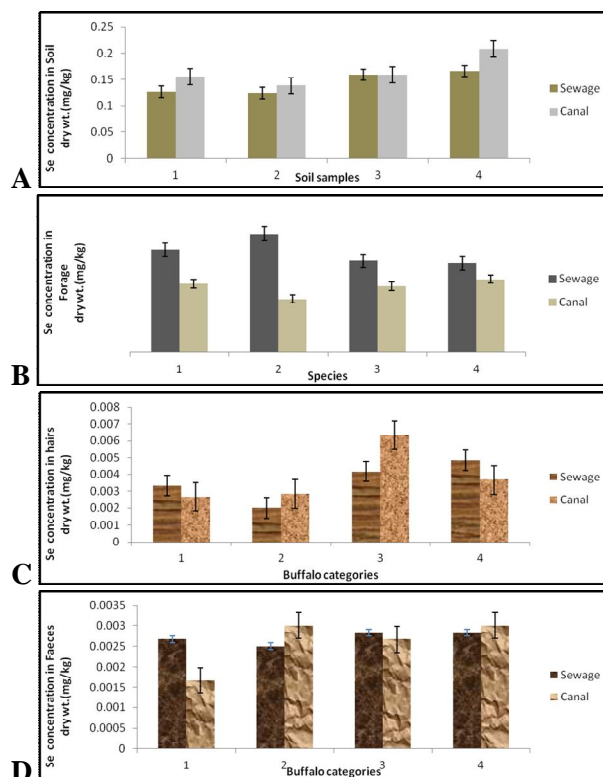 Se concentration in Soil
dry wt.(mg/kg)
0.25
0.2
0.15
0.1
0.05
0
1
2
3
4
Soil samples
Sewage
Canal
A
Se concentration in
Forage
dry wt.(mg/kg)
1
2
3
4
Species
Sewage
Canal
B
Se concentration in hairs
dry wt.(mg/kg)
0.008
0.007
0.006
0.005
0.004
0.003
0.002
0.001
0
1
2
3
4
Buffalo categories
Sewage
Canal
C
Se concentration in Faeces
dry wt.(mg/kg)
0.0035
0.003
0.0025
0.002
0.0015
0.001
0.0005
0
1
2
3
4
Buffalo categories
Sewage
Canal
D